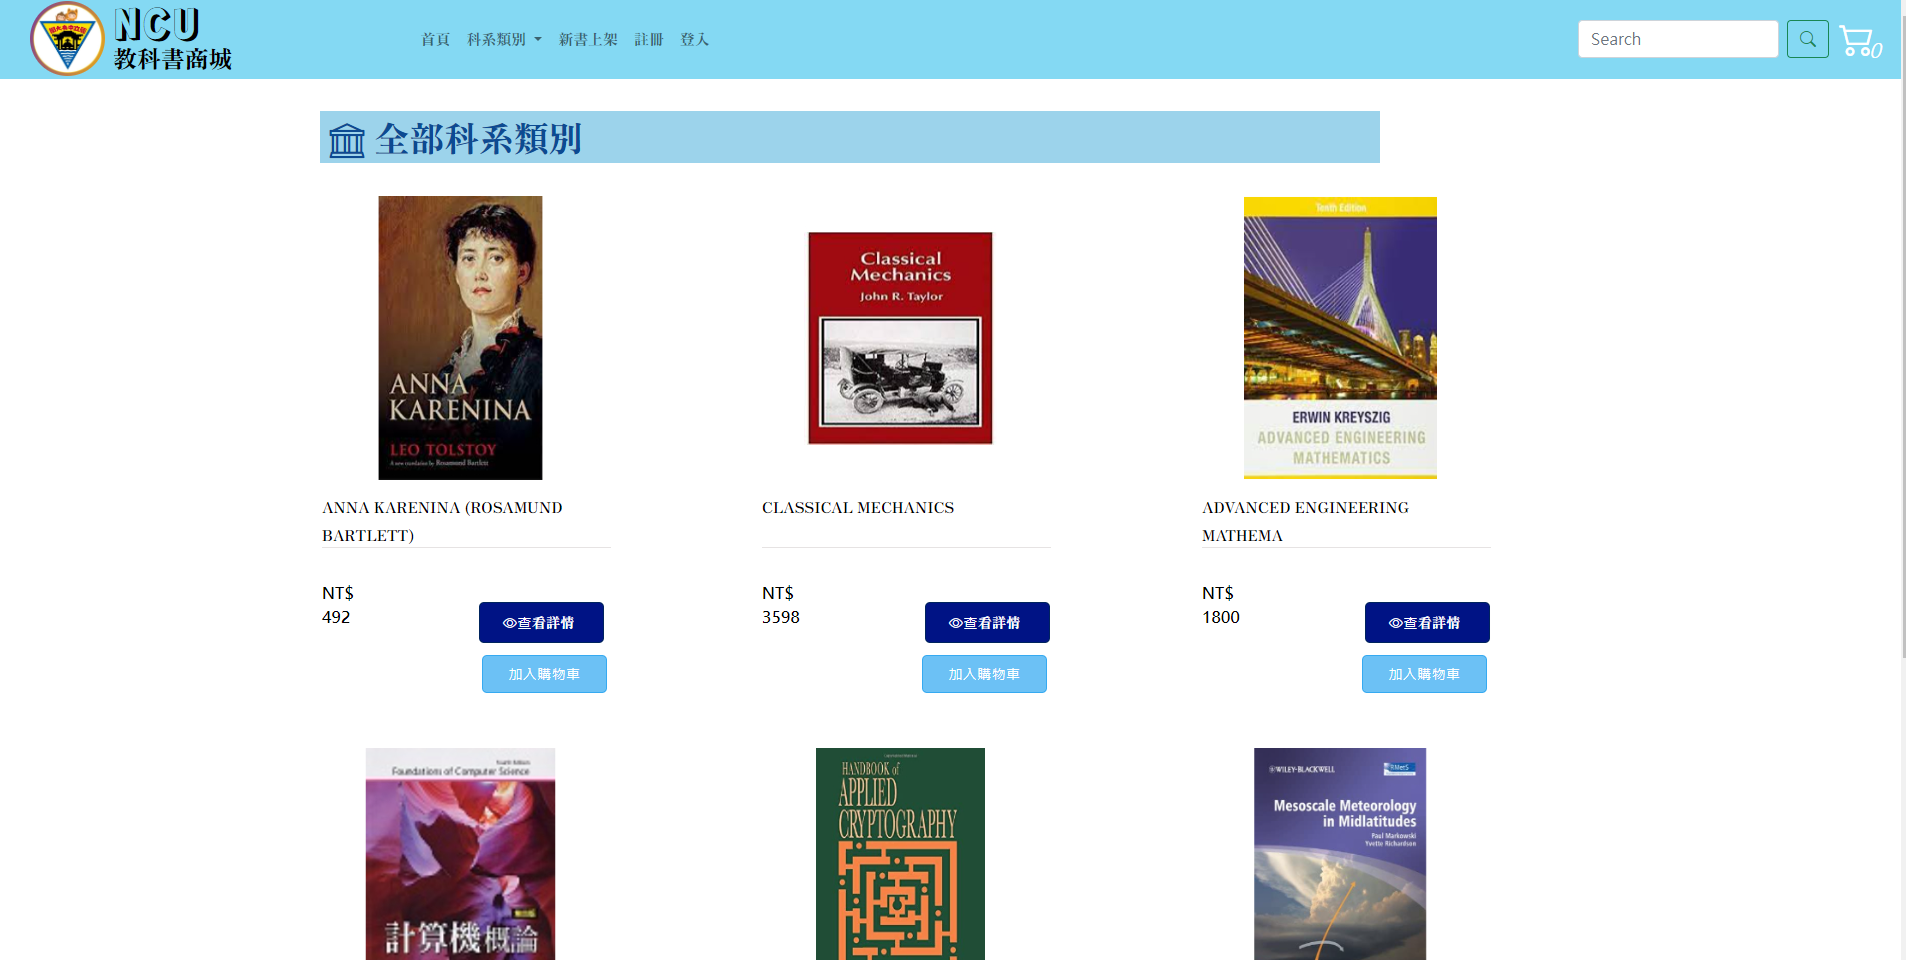 NCU
教科書商城
首頁 科系類別 新書上架 註冊 登入
Search
0
全部科系類別
ANNA
KARENINA
LEO TOLSTOY
A new translation by Rosamund Bartlett
Classical
Mechanics
John R. Taylor
Tenth Edition
ERWIN KREYSZIG
ADVANCED ENGINEERING
MATHEMATICS
ANNA KARENINA (ROSAMUND
BARTLETT)
CLASSICAL MECHANICS
ADVANCED ENGINEERING
MATHEMA
NT$
492
查看詳情
加入購物車
NT$
3598
查看詳情
加入購物車
NT$
1800
查看詳情
加入購物車
Foundations of Computer Science
計算機概論
HANDBOOK of
APPLIED
CRYPTOGRAPHY
WILEY-BLACKWELL
RMetS
Mesoscale Meteorology
in Midlatitudes
Paul Markowski
Yvette Richardson